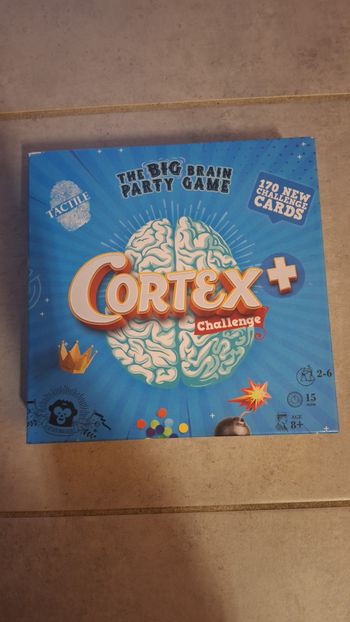 THE BIG BRAIN
PARTY GAME
TACTILE
170 NEW
CHALLENGE
CARDS
CORTEX+
Challenge
2-6
15
AGE
8+